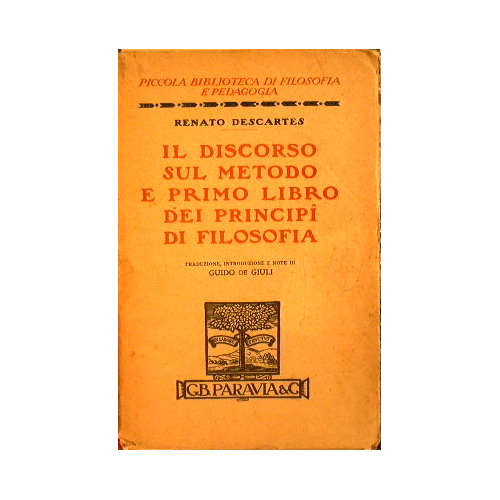 PICCOLA BIBLIOTECA DI FILOSOFIA
E PEDAGOGIA
RENATO DESCARTES
IL DISCORSO
SUL METODO
E PRIMO LIBRO
DEI PRINCIPÎ
DI FILOSOFIA
TRADUZIONE, INTRODUZIONE E NOTE DI
GUIDO DE GIULI
G.B. PARAVIA & C.